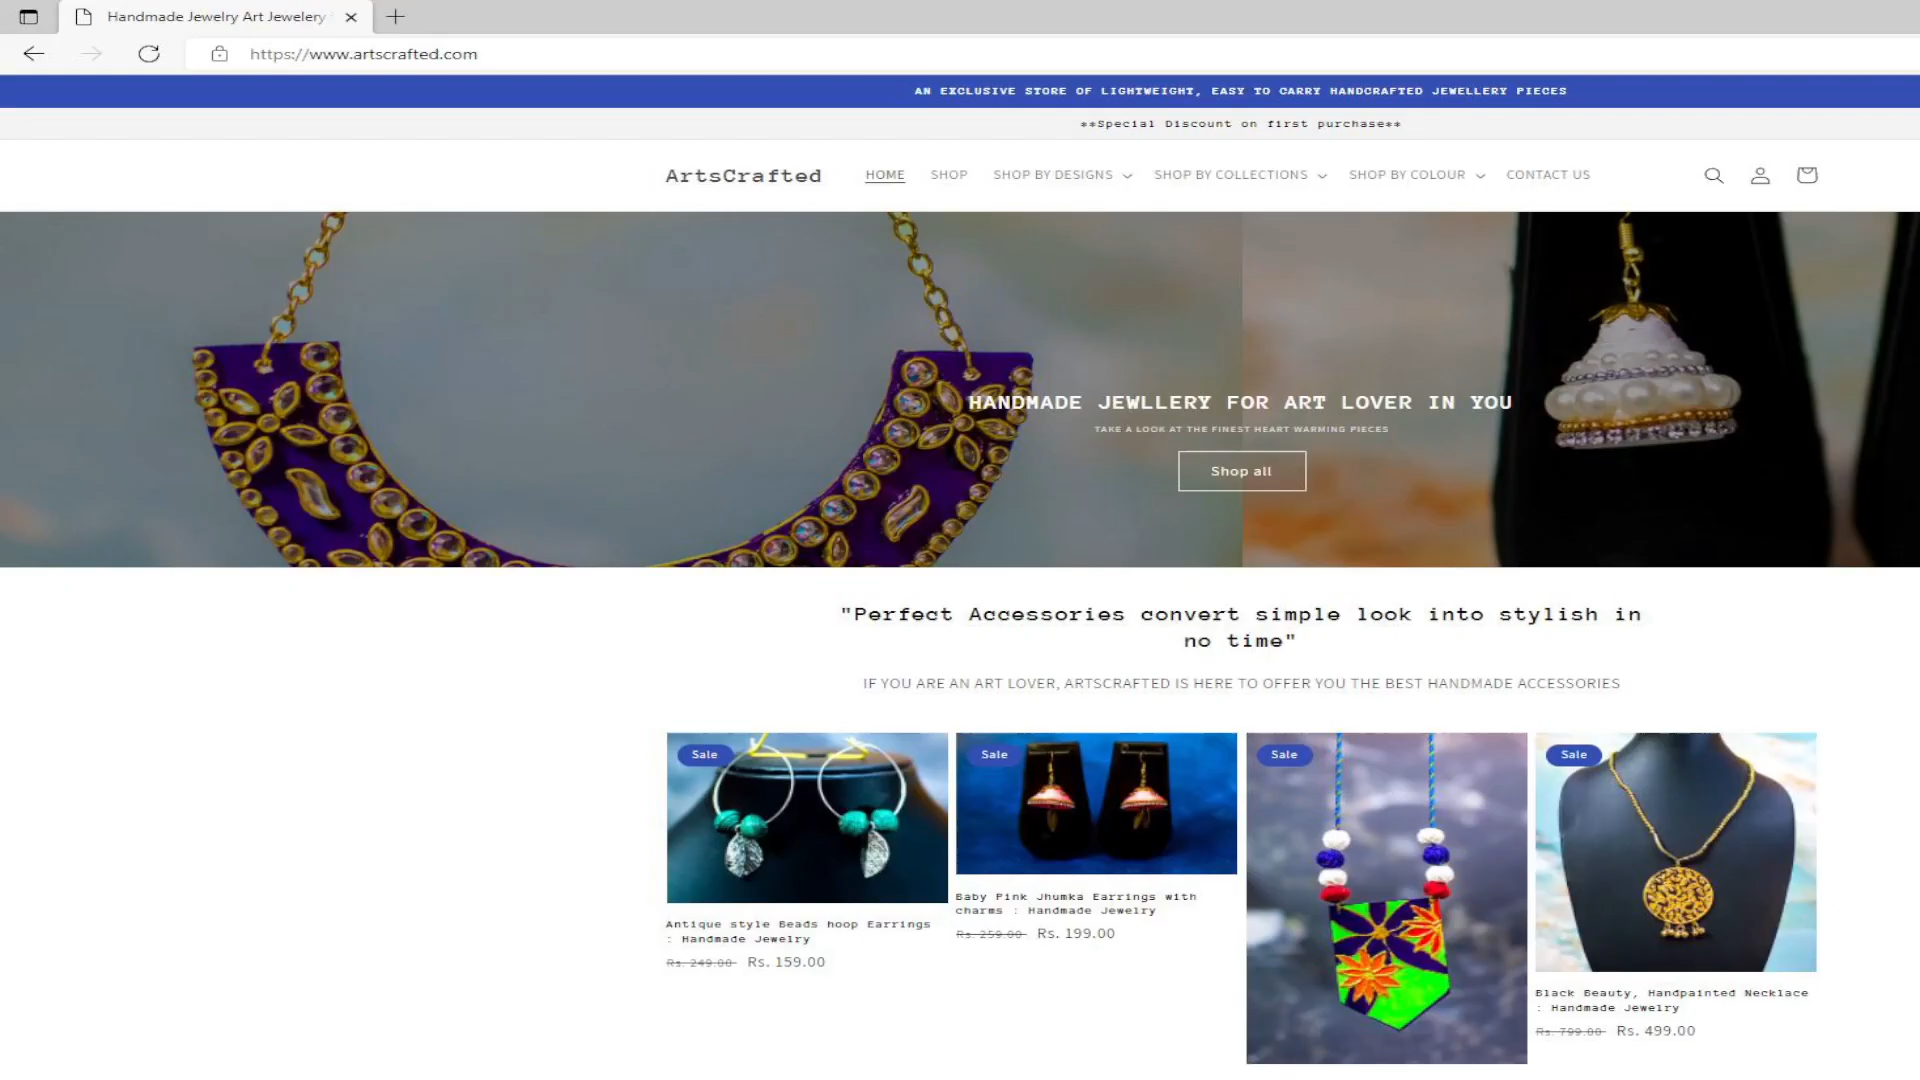 Handmade Jewelry Art Jewelery
https://www.artscrafted.com
AN EXCLUSIVE STORE OF LIGHTWEIGHT, EASY TO CARRY HANDCRAFTED JEWELLERY PIECES
**Special Discount on first purchase**
ArtsCrafted HOME SHOP SHOP BY DESIGNS SHOP BY COLLECTIONS SHOP BY COLOUR CONTACT US
HANDMADE JEWLLERY FOR ART LOVER IN YOU
TAKE A LOOK AT THE FINEST HEART WARMING PIECES
Shop all
"Perfect Accessories convert simple look into stylish in
no time"
IF YOU ARE AN ART LOVER, ARTSCRAFTED IS HERE TO OFFER YOU THE BEST HANDMADE ACCESSORIES
Sale
Antique style Beads hoop Earrings
: Handmade Jewelry
Rs. 249.00 Rs. 159.00
Sale
Baby Pink Jhumka Earrings with
charms : Handmade Jewelry
Rs. 259.00 Rs. 199.00
Sale
Sale
Black Beauty, Handpainted Necklace
: Handmade Jewelry
Rs. 799.00 Rs. 499.00